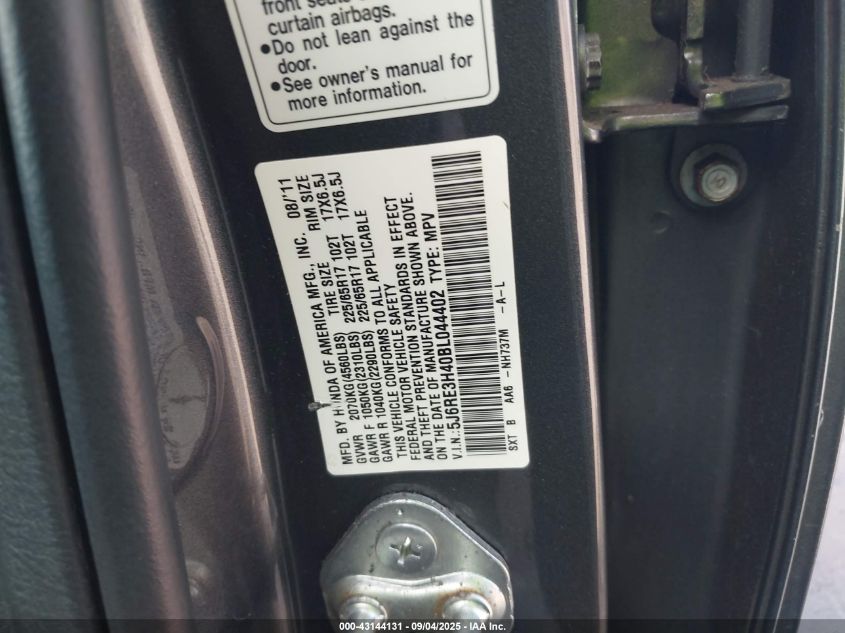 front seats
curtain airbags.
•Do not lean against the
door.
•See owner's manual for
more information.
MFD. BY HONDA OF AMERICA MFG., INC. 08/'11
TIRE SIZE RIM SIZE
GVWR 2070KG(4560LBS) 225/65R17 102T 17X6.5J
GAWR F 1050KG(2310LBS) 225/65R17 102T 17X6.5J
GAWR R 1040KG(2290LBS)
THIS VEHICLE CONFORMS TO ALL APPLICABLE
FEDERAL MOTOR VEHICLE SAFETY
AND THEFT PREVENTION STANDARDS IN EFFECT
ON THE DATE OF MANUFACTURE SHOWN ABOVE.
V.I.N.:5J6RE3H40BL044402 TYPE: MPV
SXT B AA6 -NH737M -A-L
000-43144131 - 09/04/2025 - IAA Inc.